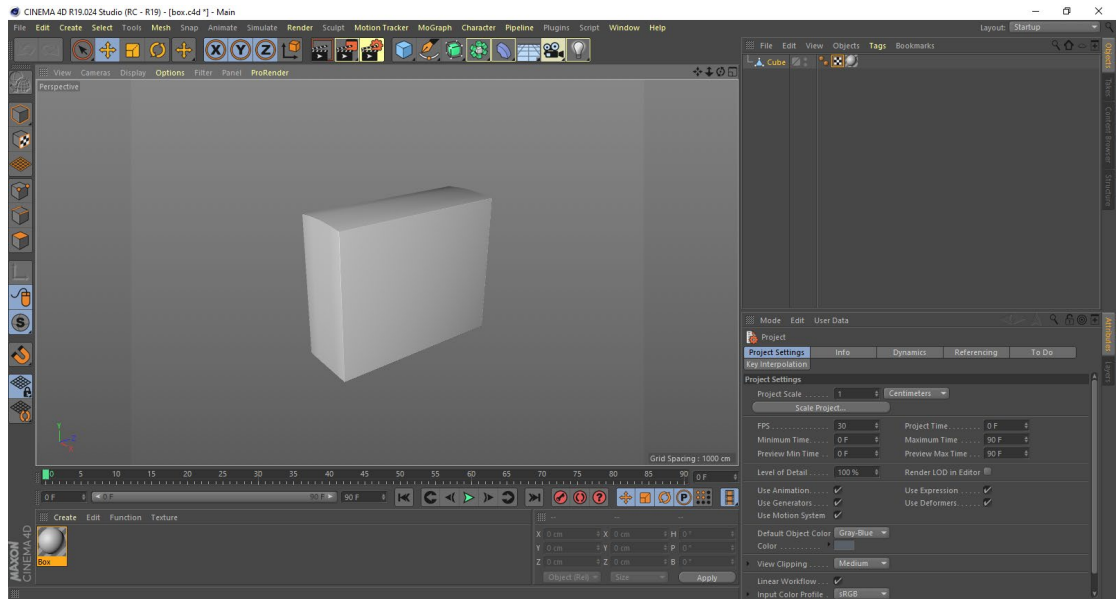 CINEMA 4D R19.024 Studio (RC - R19) - [box.c4d *] - Main
File Edit Create Select Tools Mesh Snap Animate Simulate Render Sculpt Motion Tracker MoGraph Character Pipeline Plugins Script Window Help
Layout: Startup
X Y Z
View Cameras Display Options Filter Panel ProRender
Perspective
Y
Z
X
Grid Spacing : 1000 cm
S
0 5 10 15 20 25 30 35 40 45 50 55 60 65 70 75 80 85 90 0 F
0 F 0 F 90 F 90 F
P
Create Edit Function Texture
Box
MAXON
CINEMA 4D
-- -- --
X 0 cm X 0 cm H 0°
Y 0 cm Y 0 cm P 0°
Z 0 cm Z 0 cm B 0°
Object (Rel) Size Apply
File Edit View Objects Tags Bookmarks
Cube
Objects
Takes
Content Browser
Structure
Mode Edit User Data
Project
Project Settings Info Dynamics Referencing To Do
Key Interpolation
Project Settings
Project Scale . . . . . . 1 Centimeters
Scale Project...
FPS . . . . . . . . . . . 30 Project Time . . . . . . . . 0 F
Minimum Time. . . . 0 F Maximum Time . . . . . 90 F
Preview Min Time . . 0 F Preview Max Time . . . 90 F
Level of Detail . . . . . 100 % Render LOD in Editor
Use Animation. . . . . Use Expression . . . . .
Use Generators . . . . Use Deformers. . . . . .
Use Motion System
Default Object Color Gray-Blue
Color . . . . . . . . . .
View Clipping . . . . . Medium
Linear Workflow . . .
Input Color Profile . sRGB
Attributes
Layers